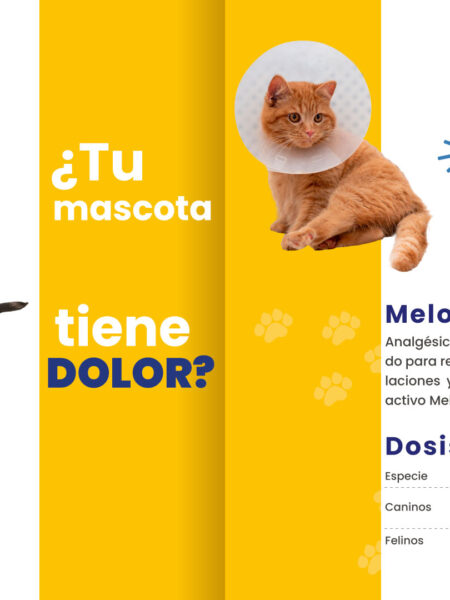 ¿Tu
mascota
tiene
DOLOR?
Melo
Analgésic
do para re
laciones y
activo Mel
Dosis
Especie
Caninos
Felinos